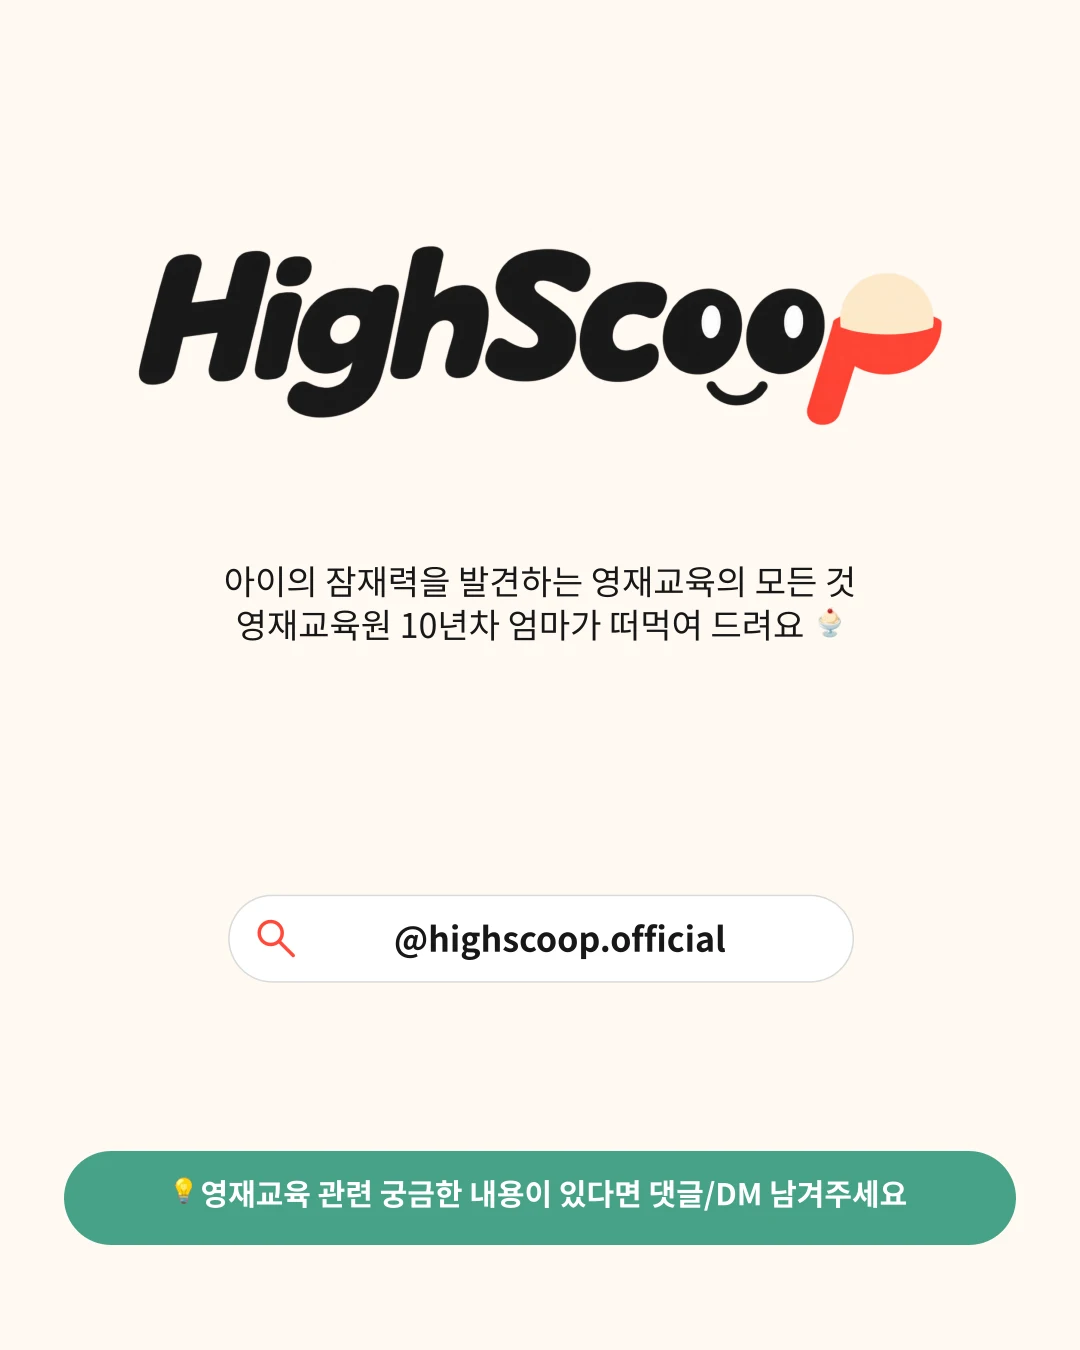 HighScoop
아이의 잠재력을 발견하는 영재교육의 모든 것
영재교육원 10년차 엄마가 떠먹여 드려요 🍨
@highscoop.official
💡영재교육 관련 궁금한 내용이 있다면 댓글/DM 남겨주세요